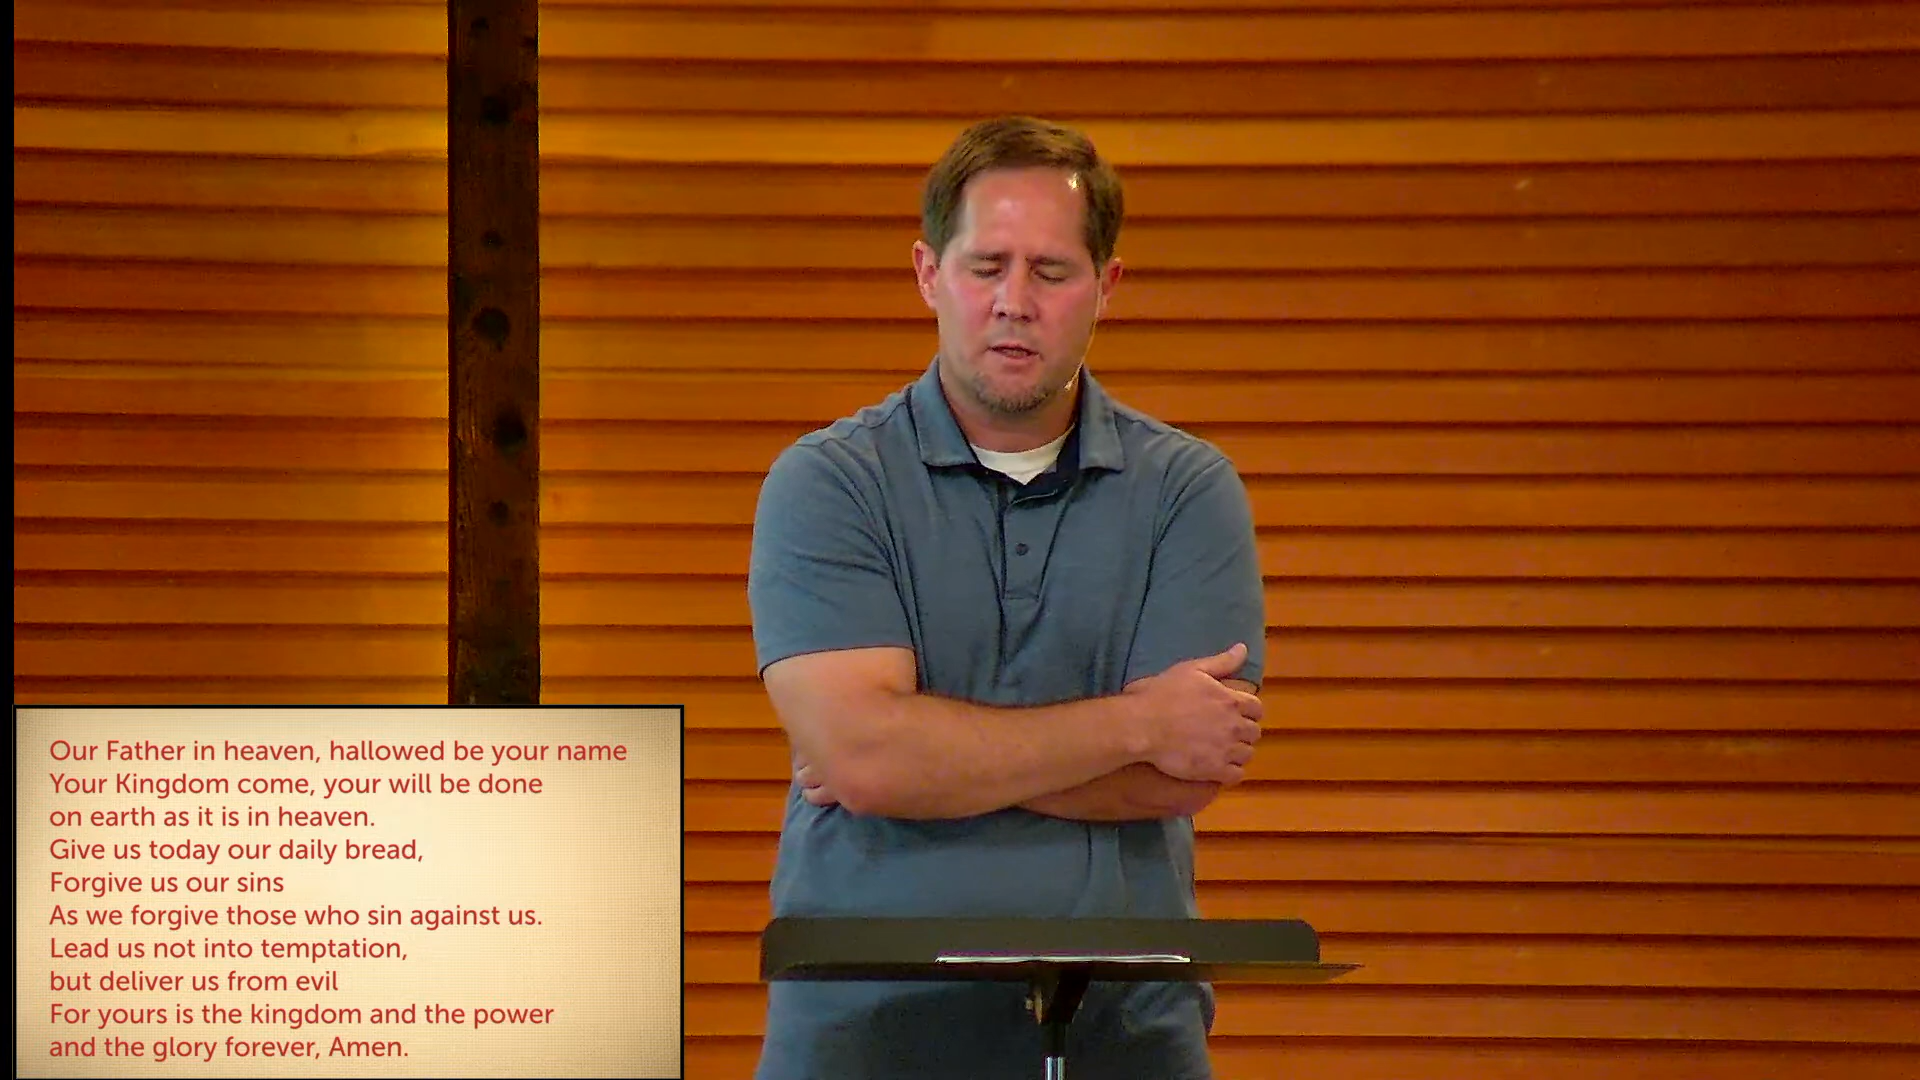 Our Father in heaven, hallowed be your name
Your Kingdom come, your will be done
on earth as it is in heaven.
Give us today our daily bread,
Forgive us our sins
As we forgive those who sin against us.
Lead us not into temptation,
but deliver us from evil
For yours is the kingdom and the power
and the glory forever, Amen.